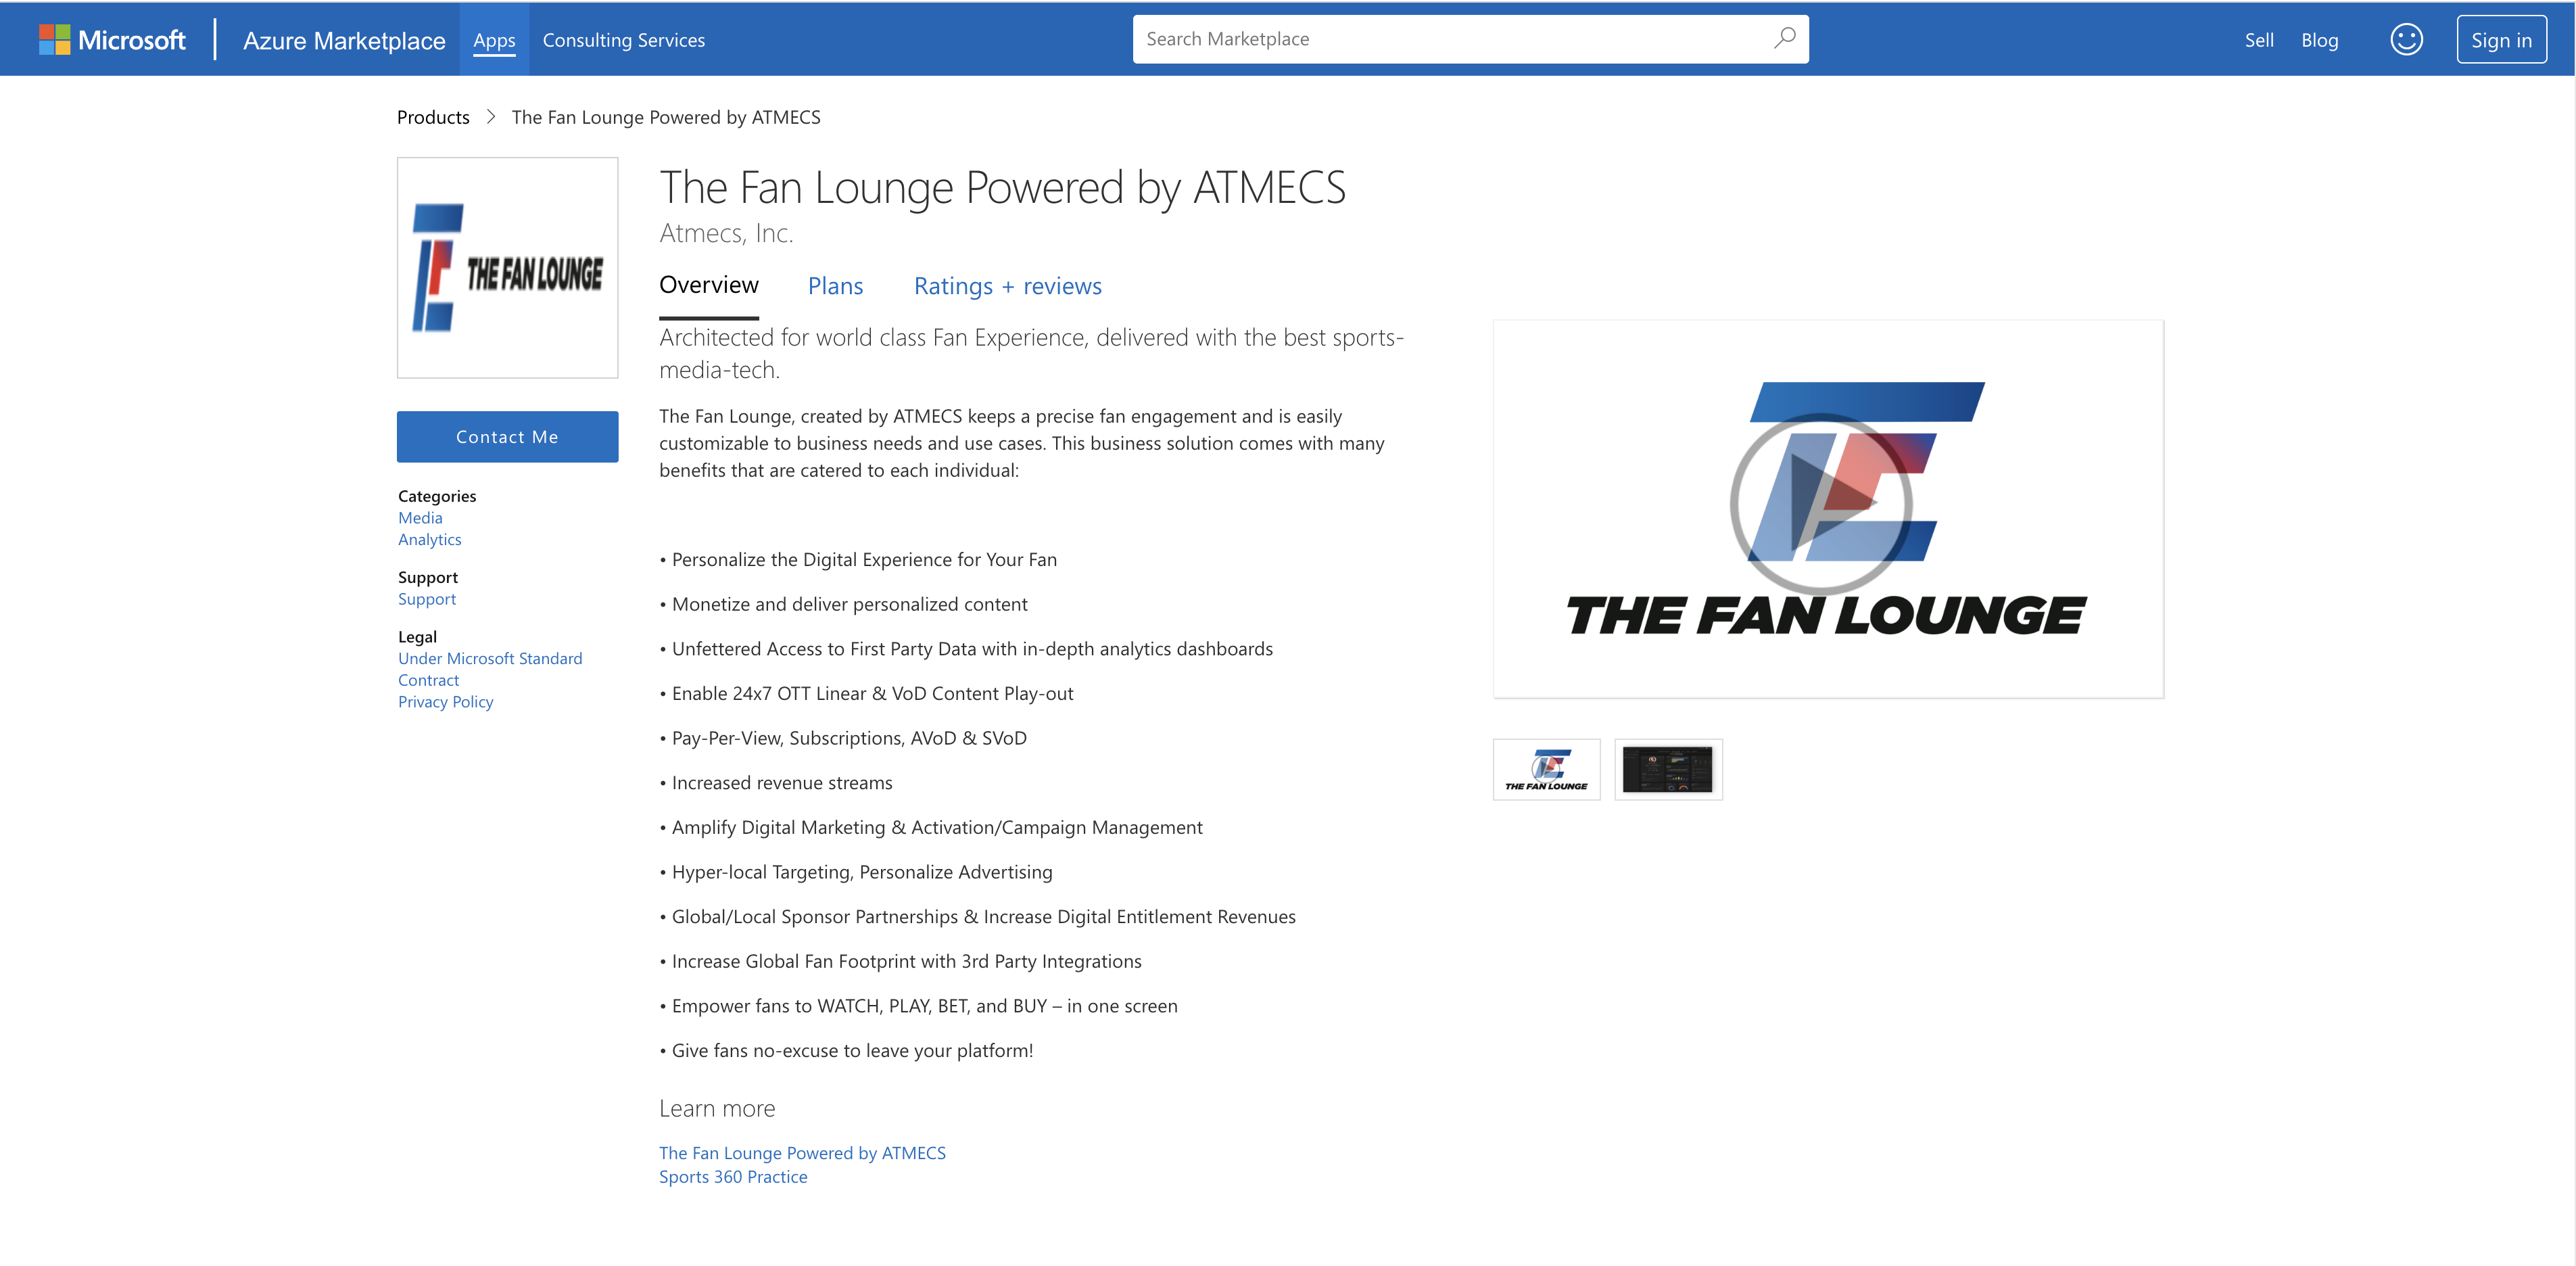 Microsoft
Azure Marketplace
Apps
Consulting Services
Search Marketplace
Sell
Blog
Sign in
Products
The Fan Lounge Powered by ATMECS
THE FAN LOUNGE
The Fan Lounge Powered by ATMECS
Atmecs, Inc.
Overview
Plans
Ratings + reviews
Contact Me
Categories
Media
Analytics
Support
Support
Legal
Under Microsoft Standard
Contract
Privacy Policy
Architected for world class Fan Experience, delivered with the best sports-
media-tech.
The Fan Lounge, created by ATMECS keeps a precise fan engagement and is easily
customizable to business needs and use cases. This business solution comes with many
benefits that are catered to each individual:
• Personalize the Digital Experience for Your Fan
• Monetize and deliver personalized content
• Unfettered Access to First Party Data with in-depth analytics dashboards
• Enable 24x7 OTT Linear & VoD Content Play-out
• Pay-Per-View, Subscriptions, AVoD & SVoD
• Increased revenue streams
• Amplify Digital Marketing & Activation/Campaign Management
• Hyper-local Targeting, Personalize Advertising
• Global/Local Sponsor Partnerships & Increase Digital Entitlement Revenues
• Increase Global Fan Footprint with 3rd Party Integrations
• Empower fans to WATCH, PLAY, BET, and BUY – in one screen
• Give fans no-excuse to leave your platform!
Learn more
The Fan Lounge Powered by ATMECS
Sports 360 Practice
THE FAN LOUNGE
THE FAN LOUNGE